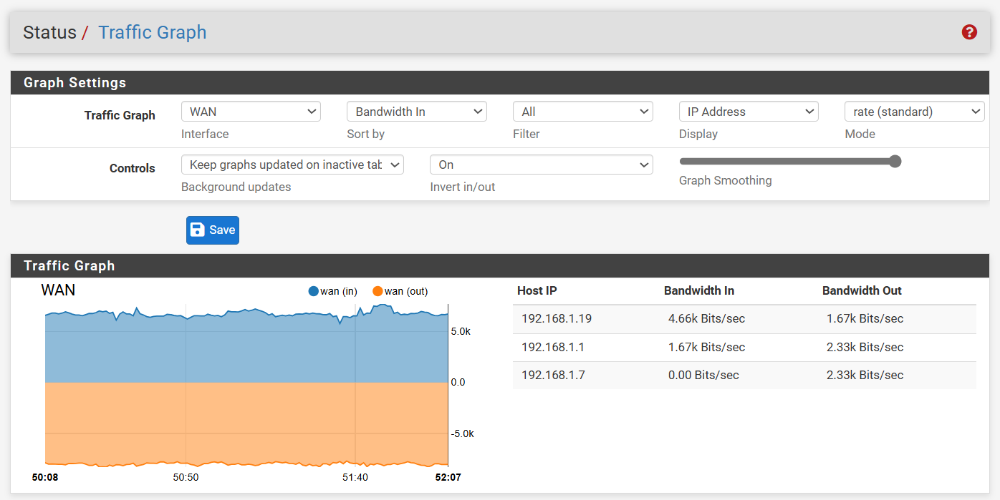 Status / Traffic Graph
Graph Settings
Traffic Graph
WAN
Bandwidth In
All
IP Address
rate (standard)
Interface
Sort by
Filter
Display
Mode
Controls
Keep graphs updated on inactive tab
On
Background updates
Invert in/out
Graph Smoothing
Save
Traffic Graph
WAN
wan (in)
wan (out)
5.0k
0.0
-5.0k
50:08
50:50
51:40
52:07
Host IP Bandwidth In Bandwidth Out
192.168.1.19 4.66k Bits/sec 1.67k Bits/sec
192.168.1.1 1.67k Bits/sec 2.33k Bits/sec
192.168.1.7 0.00 Bits/sec 2.33k Bits/sec